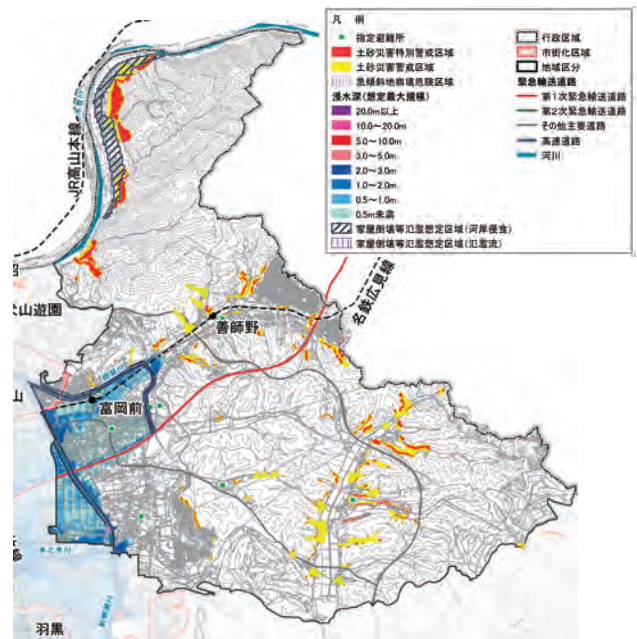 凡 例
指定避難所
土砂災害特別警戒区域
土砂災害警戒区域
急傾斜地崩壊危険区域
浸水深(想定最大規模)
20.0m以上
10.0~20.0m
5.0~10.0m
3.0~5.0m
2.0~3.0m
1.0~2.0m
0.5~1.0m
0.5m未満
家屋倒壊等氾濫想定区域(河岸侵食)
家屋倒壊等氾濫想定区域(氾濫流)
行政区域
市街化区域
地域区分
緊急輸送道路
第1次緊急輸送道路
第2次緊急輸送道路
その他主要道路
高速道路
河川
JR高山本線
山遊園
善師野
名鉄広見線
富岡前
山
羽黒